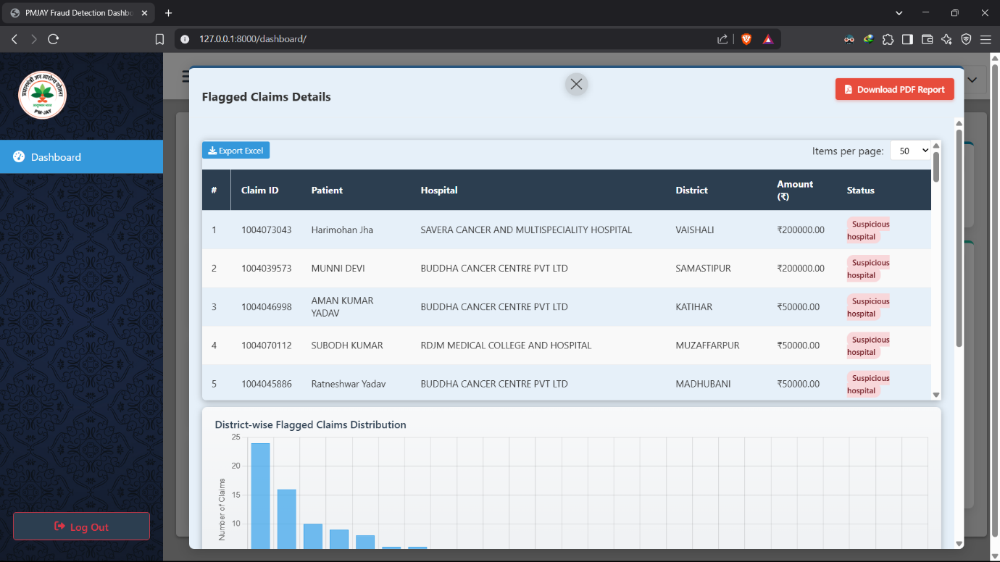 PMJAY Fraud Detection Dashbo
127.0.0.1:8000/dashboard/
प्रधानमंत्री जन आरोग्य योजना
PM-JAY
Dashboard
Log Out
Flagged Claims Details
Download PDF Report
Export Excel
Items per page: 50
# Claim ID Patient Hospital District Amount (₹) Status
1 1004073043 Harimohan Jha SAVERA CANCER AND MULTISPECIALITY HOSPITAL VAISHALI ₹200000.00 Suspicious hospital
2 1004039573 MUNNI DEVI BUDDHA CANCER CENTRE PVT LTD SAMASTIPUR ₹200000.00 Suspicious hospital
3 1004046998 AMAN KUMAR YADAV BUDDHA CANCER CENTRE PVT LTD KATIHAR ₹50000.00 Suspicious hospital
4 1004070112 SUBODH KUMAR RDJM MEDICAL COLLEGE AND HOSPITAL MUZAFFARPUR ₹50000.00 Suspicious hospital
5 1004045886 Ratneshwar Yadav BUDDHA CANCER CENTRE PVT LTD MADHUBANI ₹50000.00 Suspicious hospital
District-wise Flagged Claims Distribution
25
20
15
10
Number of Claims